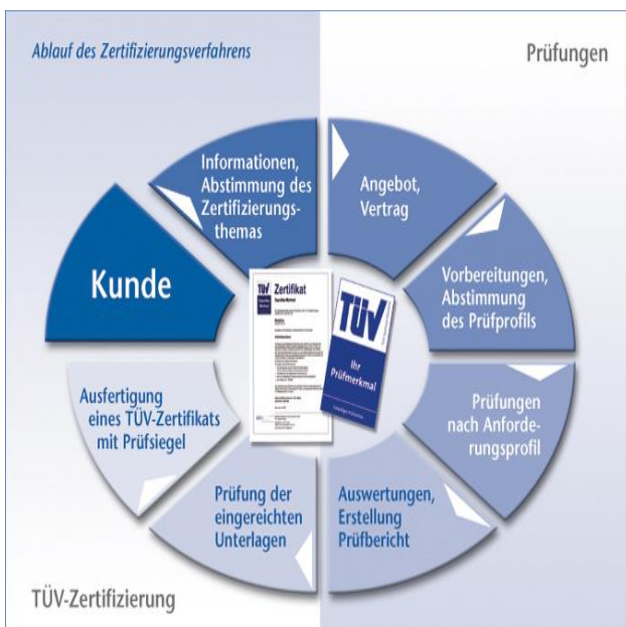 Ablauf des Zertifizierungsverfahrens
Prüfungen
Kunde
Informationen,
Abstimmung des
Zertifizierungs-
themas
Angebot,
Vertrag
Vorbereitungen,
Abstimmung
des Prüfprofils
Prüfungen
nach Anforde-
rungsprofil
Auswertungen,
Erstellung
Prüfbericht
Prüfung der
eingereichten
Unterlagen
Ausfertigung
eines TÜV-Zertifikats
mit Prüfsiegel
TÜV
Zertifikat
TÜV
Ihr
Prüfmerkmal
TÜV-Zertifizierung